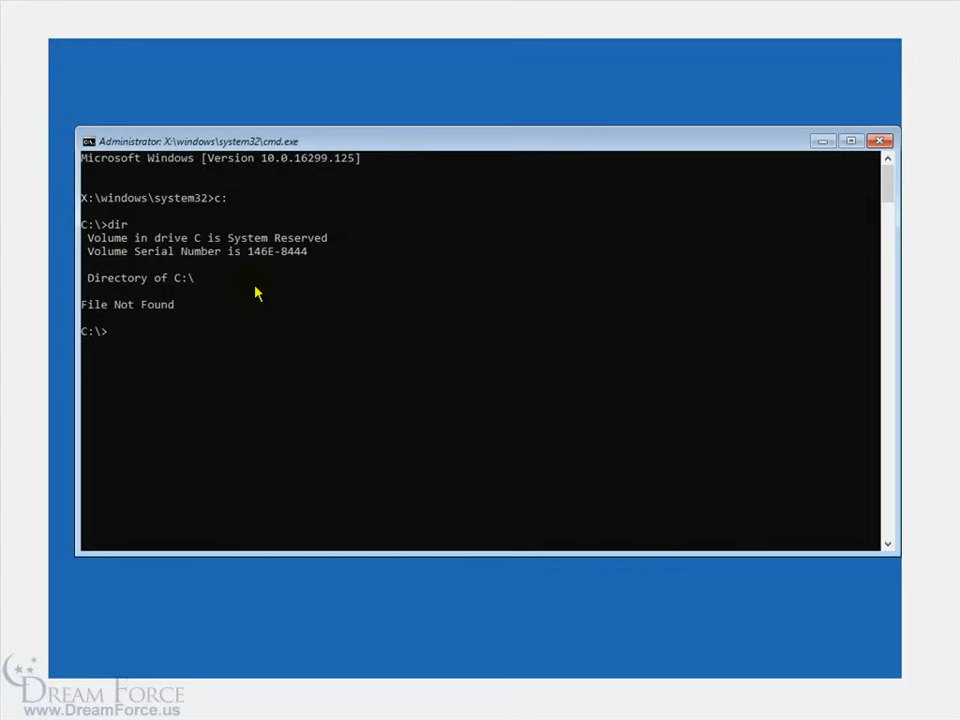 Administrator: X:\windows\system32\cmd.exe
Microsoft Windows [Version 10.0.16299.125]
X:\windows\system32>c:
C:\>dir
Volume in drive C is System Reserved
Volume Serial Number is 146E-8444
Directory of C:\
File Not Found
C:\>
DREAM FORCE
www.DreamForce.us